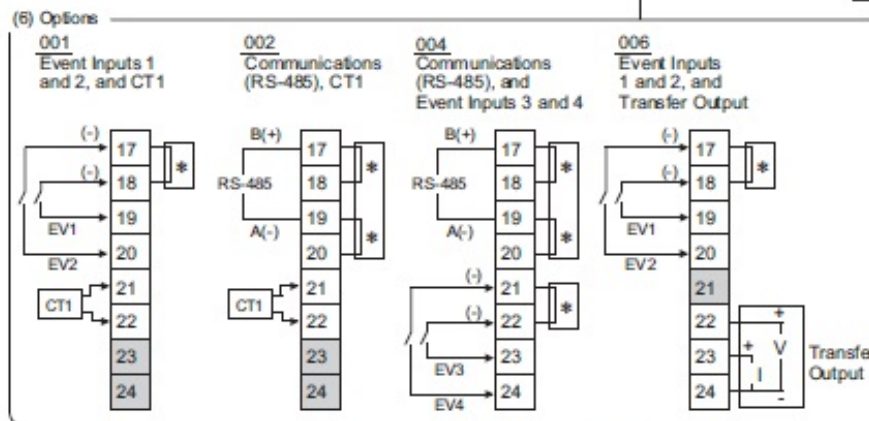 (6) Options
001
Event Inputs 1
and 2, and CT1
002
Communications
(RS-485), CT1
004
Communications
(RS-485), and
Event Inputs 3 and 4
006
Event Inputs
1 and 2, and
Transfer Output
(-)
(-)
EV1
EV2
CT1
17
18
19
20
21
22
23
24
*
B(+)
RS-485
A(-)
CT1
17
18
19
20
21
22
23
24
*
*
B(+)
RS-485
A(-)
(-)
(-)
EV3
EV4
17
18
19
20
21
22
23
24
*
*
*
(-)
(-)
EV1
EV2
17
18
19
20
21
22
23
24
*
+
+ V
I
-
Transfe
Output